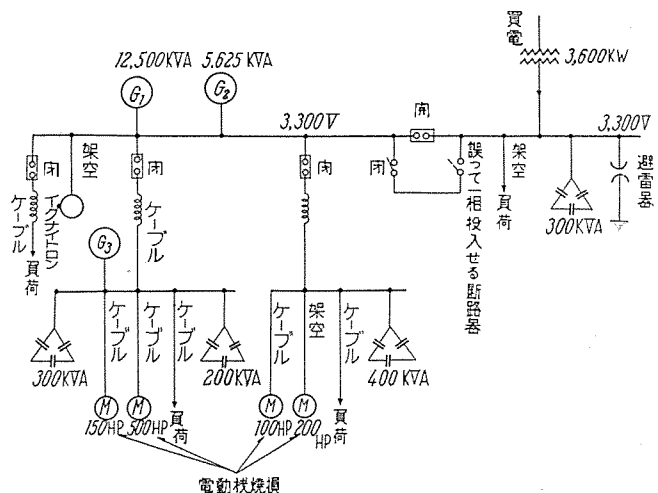 買電
3,600KW
12,500KVA
5,625 KVA
G₁
G₂
3,300V
開
3,300V
閉
架空
イグナイトロン
ケーブル
負荷
閉
ケーブル
閉
閉
誤って一相投入せる断路器
架空
負荷
300KVA
避雷器
G₃
300KVA
ケーブル
ケーブル
ケーブル
負荷
200KVA
ケーブル
架空
ケーブル
負荷
400KVA
M
150HP
M
500HP
M
100HP
M
200HP
電動機焼損